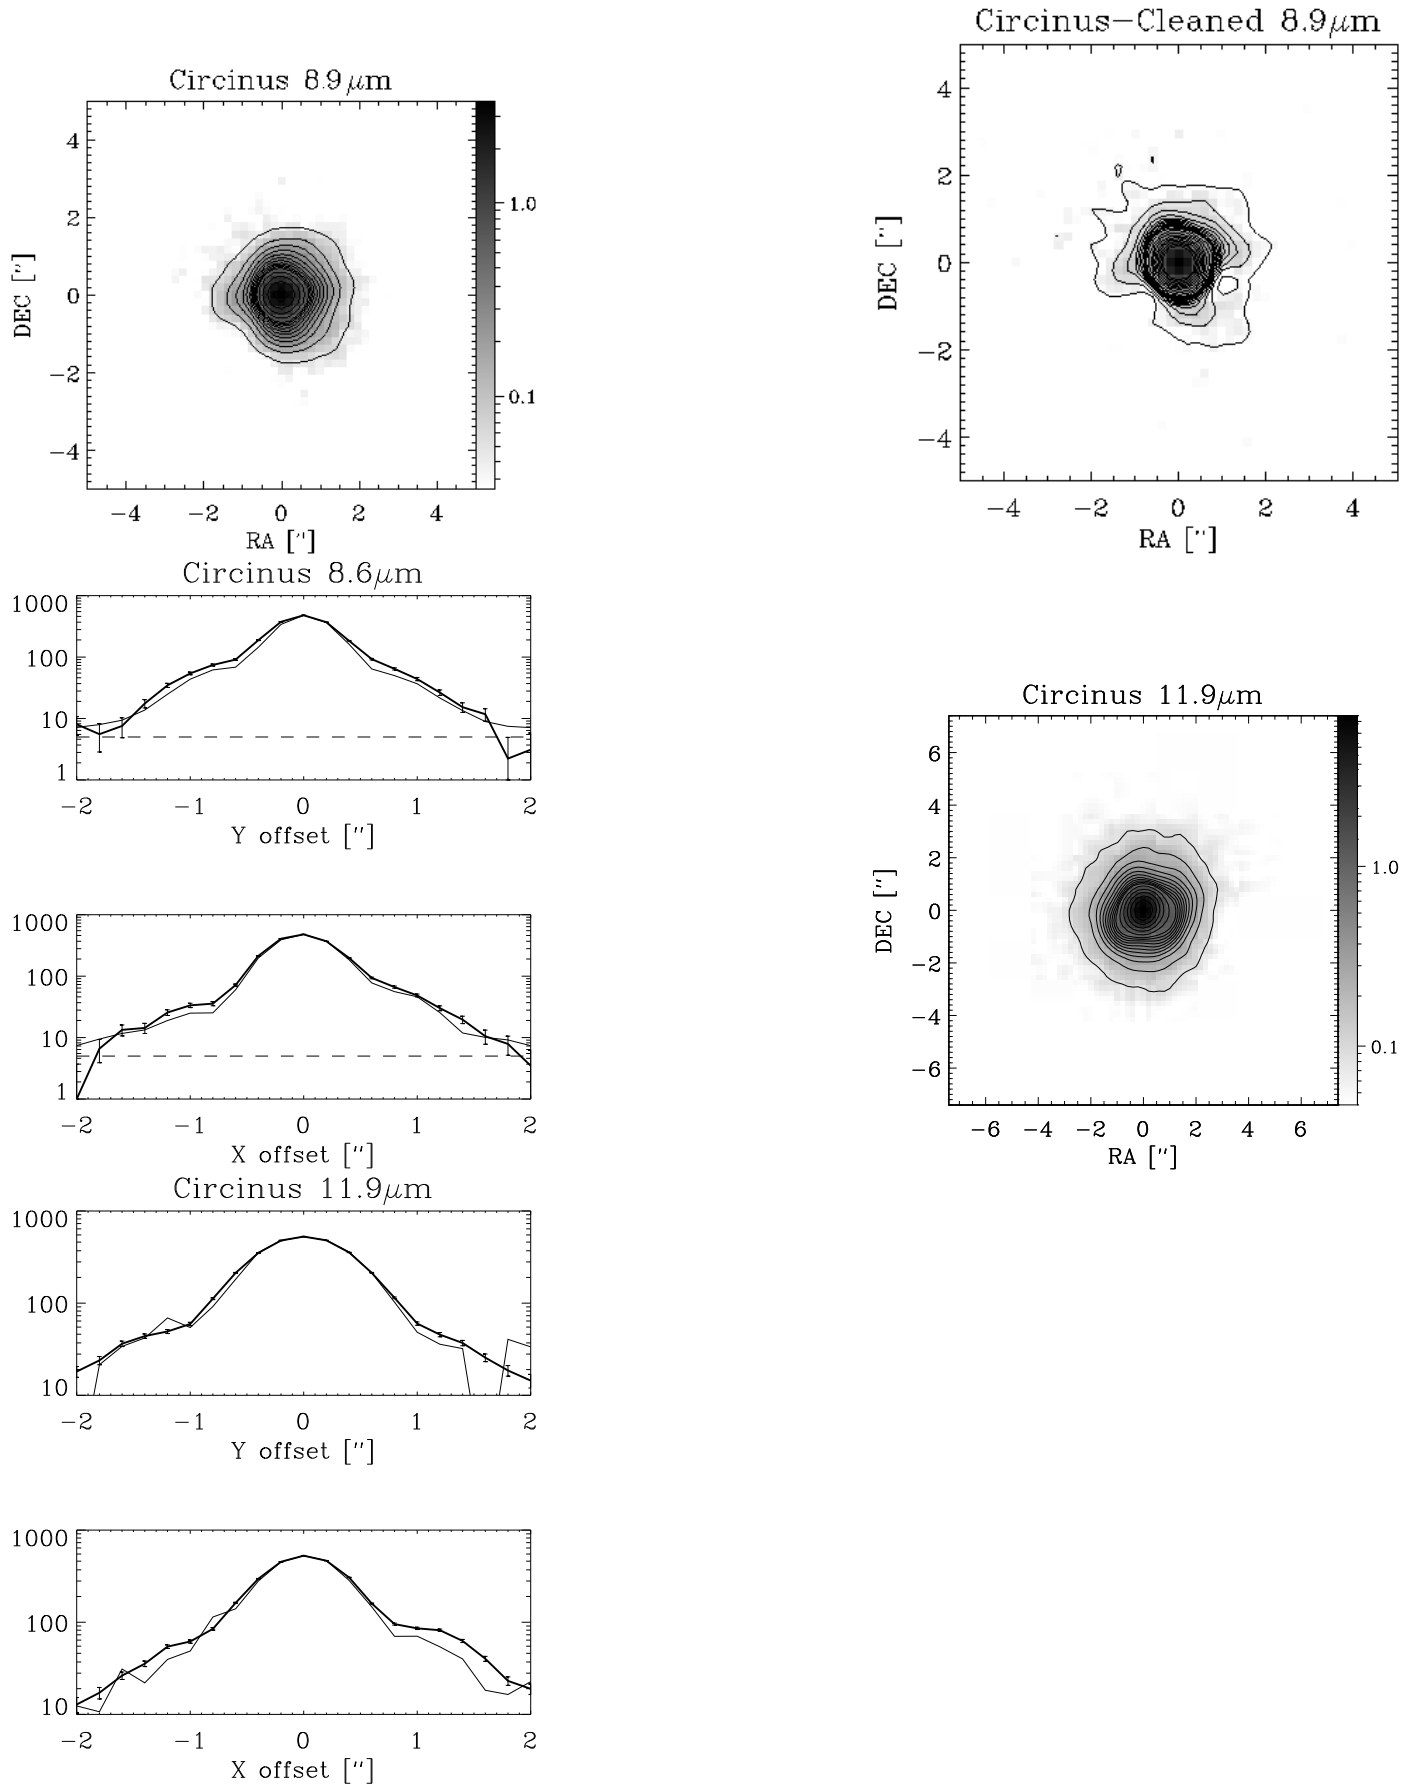 Circinus 8.9μm
4
2
0
−2
−4
DEC ["]
1.0
0.1
−4 −2 0 2 4
RA ["]
Circinus−Cleaned 8.9μm
4
2
0
−2
−4
DEC ["]
−4 −2 0 2 4
RA ["]
Circinus 8.6μm
1000
100
10
1
−2 −1 0 1 2
Y offset ["]
1000
100
10
1
−2 −1 0 1 2
X offset ["]
Circinus 11.9μm
6
4
2
0
−2
−4
−6
DEC ["]
1.0
0.1
−6 −4 −2 0 2 4 6
RA ["]
Circinus 11.9μm
1000
100
10
−2 −1 0 1 2
Y offset ["]
1000
100
10
−2 −1 0 1 2
X offset ["]